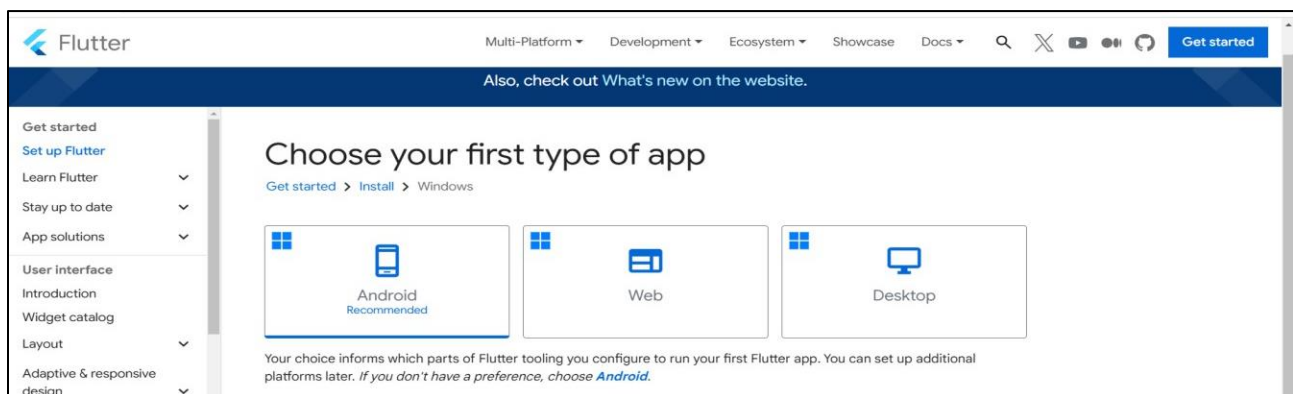 Flutter
Multi-Platform Development Ecosystem Showcase Docs Get started
Also, check out What's new on the website.
Get started
Set up Flutter
Learn Flutter
Stay up to date
App solutions
User interface
Introduction
Widget catalog
Layout
Adaptive & responsive
design
Choose your first type of app
Get started > Install > Windows
Android
Recommended
Web
Desktop
Your choice informs which parts of Flutter tooling you configure to run your first Flutter app. You can set up additional
platforms later. If you don't have a preference, choose Android.